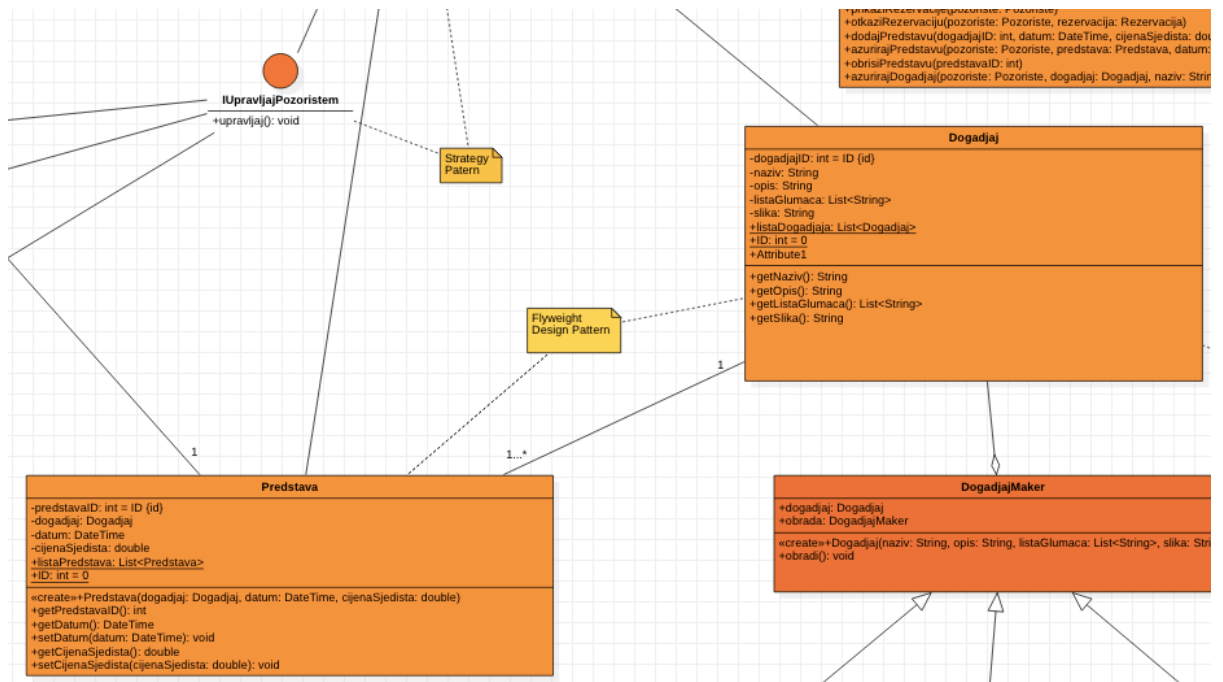 +prikaziRezervacije(pozoriste: Pozoriste)
+otkaziRezervaciju(pozoriste: Pozoriste, rezervacija: Rezervacija)
+dodajPredstavu(dogadjajID: int, datum: DateTime, cijenaSjedista: dou
+azurirajPredstavu(pozoriste: Pozoriste, predstava: Predstava, datum:
+obrisiPredstavu(predstavaID: int)
+azurirajDogadjaj(pozoriste: Pozoriste, dogadjaj: Dogadjaj, naziv: Strin
IUpravljajPozoristem
+upravljaj(): void
Strategy
Patern
Dogadjaj
-dogadjajID: int = ID {id}
-naziv: String
-opis: String
-listaGlumaca: List<String>
-slika: String
+listaDogadjaja: List<Dogadjaj>
+ID: int = 0
+Attribute1
+getNaziv(): String
+getOpis(): String
+getListaGlumaca(): List<String>
+getSlika(): String
Flyweight
Design Pattern
1
1...*
1
Predstava
-predstavaID: int = ID {id}
-dogadjaj: Dogadjaj
-datum: DateTime
-cijenaSjedista: double
+listaPredstava: List<Predstava>
+ID: int = 0
«create»+Predstava(dogadjaj: Dogadjaj, datum: DateTime, cijenaSjedista: double)
+getPredstavaID(): int
+getDatum(): DateTime
+setDatum(datum: DateTime): void
+getCijenaSjedista(): double
+setCijenaSjedista(cijenaSjedista: double): void
DogadjajMaker
+dogadjaj: Dogadjaj
+obrada: DogadjajMaker
«create»+Dogadjaj(naziv: String, opis: String, listaGlumaca: List<String>, slika: Stri
+obradi(): void